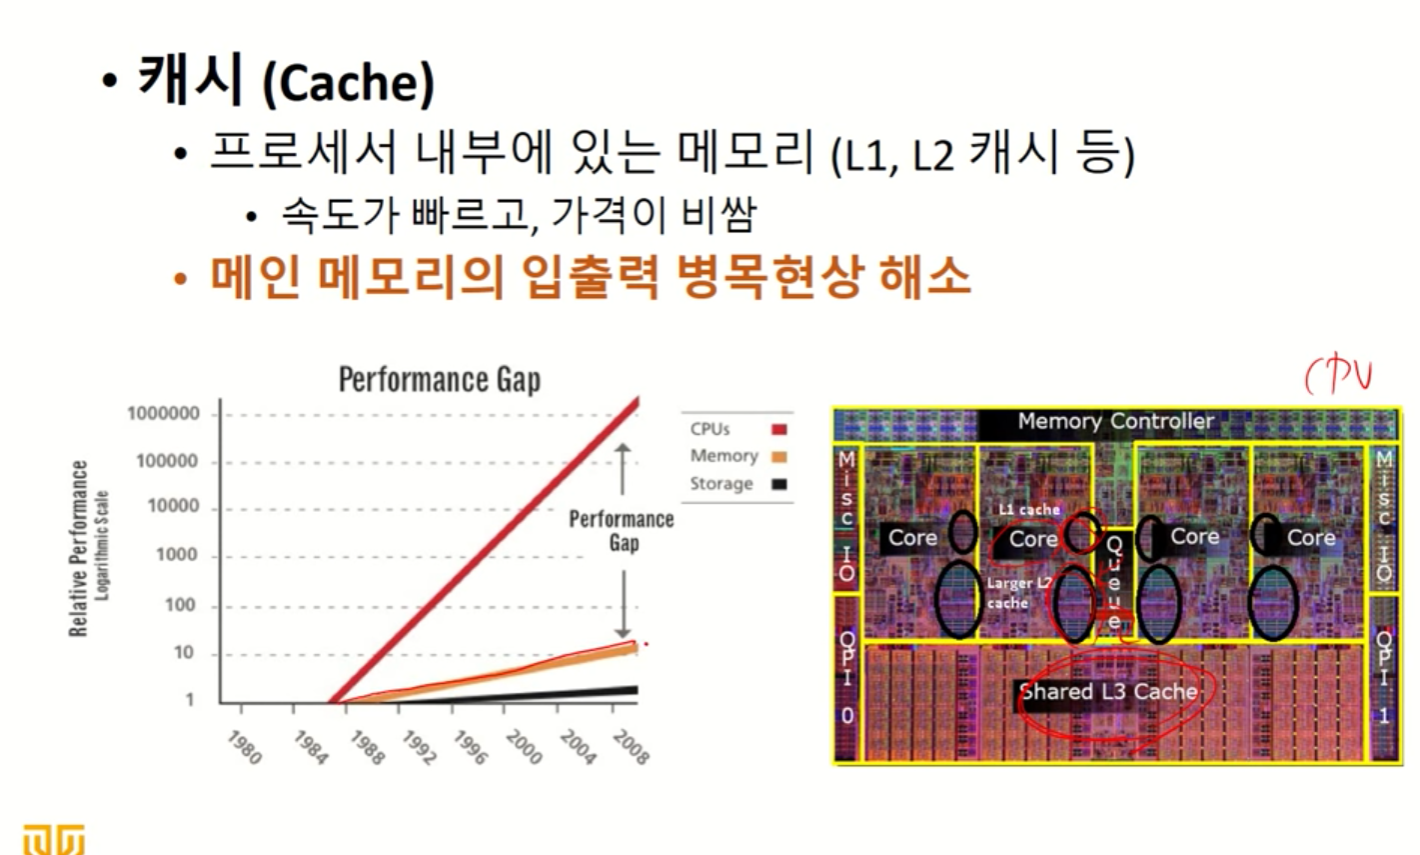 • 캐시 (Cache)
• 프로세서 내부에 있는 메모리 (L1, L2 캐시 등)
• 속도가 빠르고, 가격이 비쌈
• 메인 메모리의 입출력 병목현상 해소
Performance Gap
Relative Performance
Logarithmic Scale
1000000
100000
10000
1000
100
10
1
1980
1984
1988
1992
1996
2000
2004
2008
CPUs
Memory
Storage
Performance
Gap
CPU
Memory Controller
Misc IO
Core
L1 cache
Core
Queue
Core
Core
Misc IO
Larger L2
cache
QPI 0
Shared L3 Cache
QPI 1